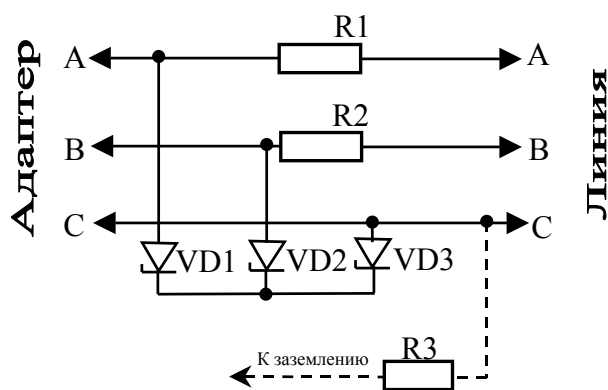 Адаптер
Линия
A R1 A
B R2 B
C C
VD1 VD2 VD3
К заземлению R3